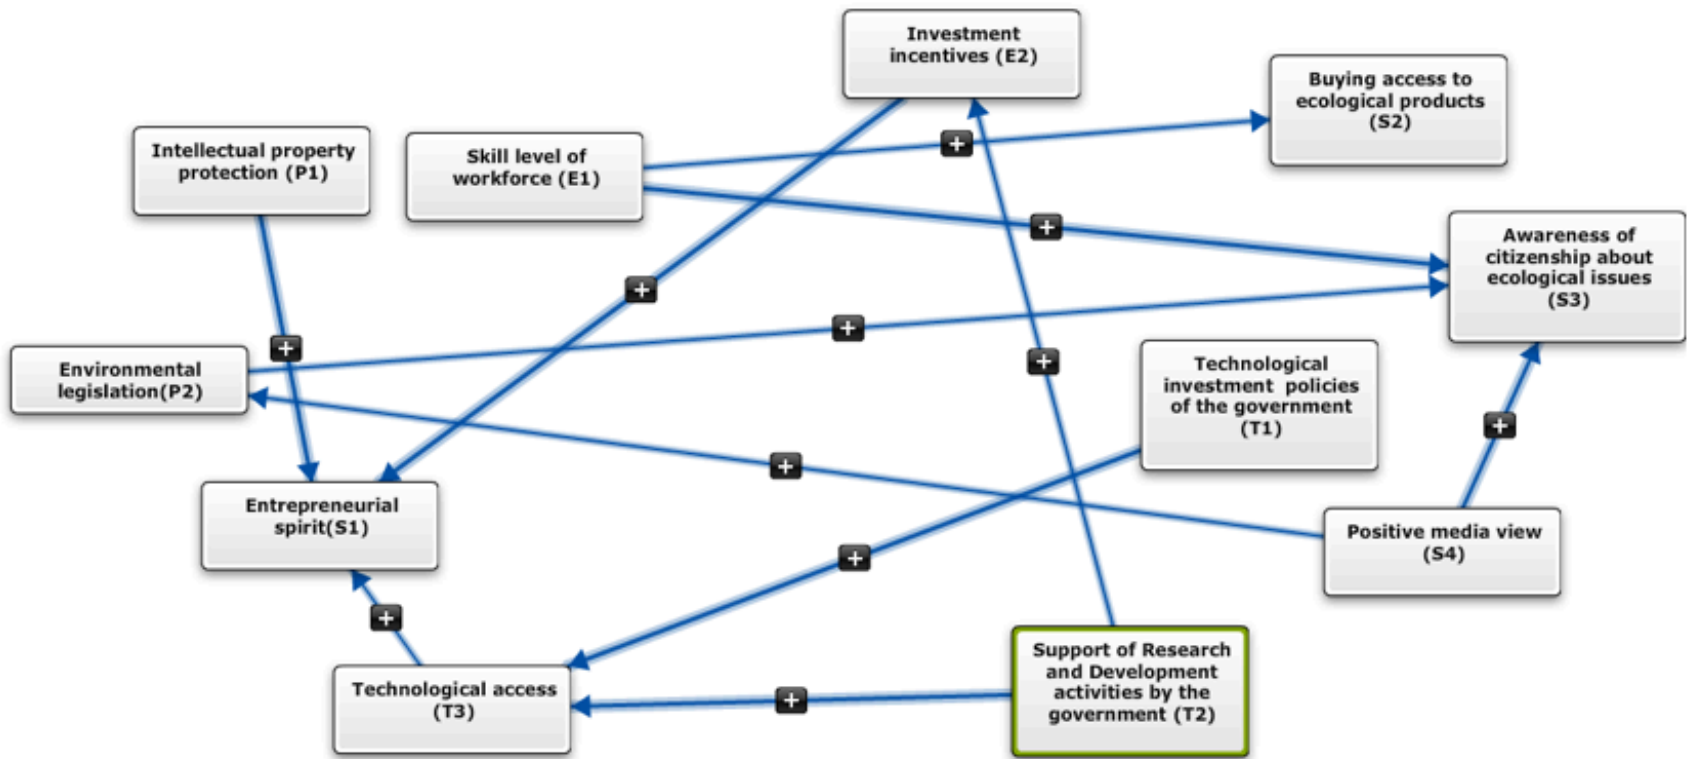 Investment
incentives (E2)
Buying access to
ecological products
(S2)
Intellectual property
protection (P1)
Skill level of
workforce (E1)
+
+
Awareness of
citizenship about
ecological issues
(S3)
+
+
+
Environmental
legislation(P2)
+
Technological
investment  policies
of the government
(T1)
+
+
Entrepreneurial
spirit(S1)
Positive media view
(S4)
+
+
Technological access
(T3)
+
Support of Research
and Development
activities by the
government (T2)